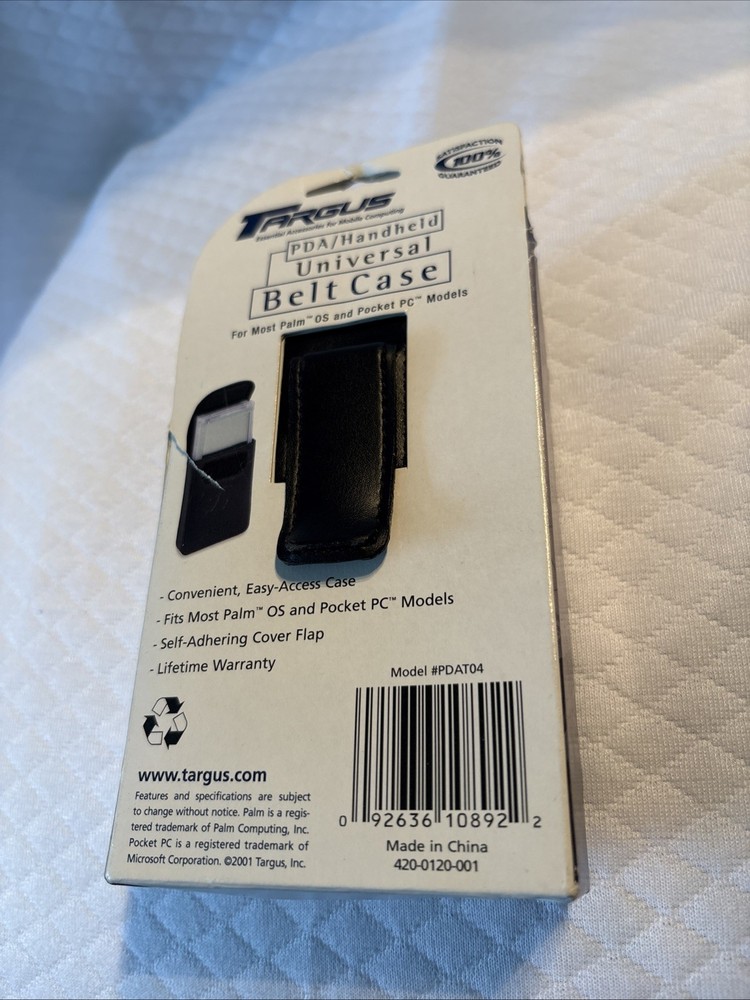 SATISFACTION
100%
GUARANTEED
TARGUS
Essential Accessories for Mobile Computing
PDA/Handheld
Universal
Belt Case
For Most Palm™ OS and Pocket PC™ Models
- Convenient, Easy-Access Case
- Fits Most Palm™ OS and Pocket PC™ Models
- Self-Adhering Cover Flap
- Lifetime Warranty
Model #PDAT04
www.targus.com
Features and specifications are subject
to change without notice. Palm is a regis-
tered trademark of Palm Computing, Inc.
Pocket PC is a registered trademark of
Microsoft Corporation. ©2001 Targus, Inc.
0 92636 10892 2
Made in China
420-0120-001